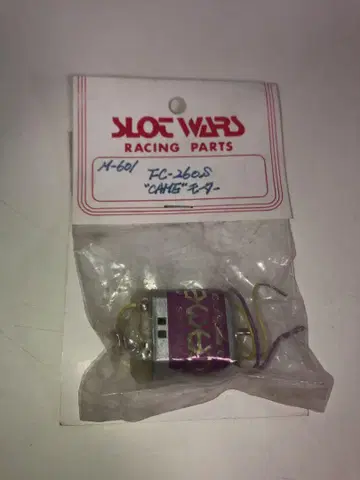 SLOT WARS
RACING PARTS
M-601
FC-260S
"CAME"モーター